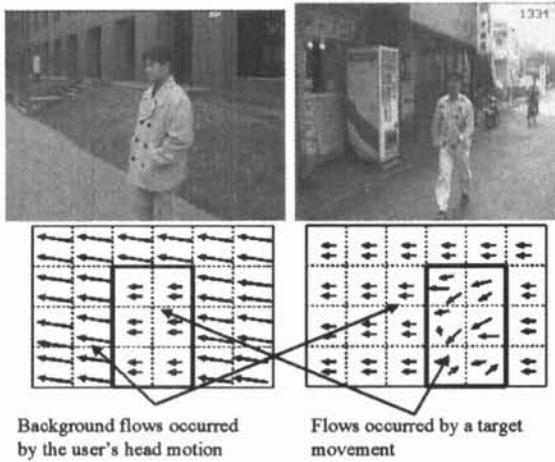 1334
Background flows occurred
by the user's head motion
Flows occurred by a target
movement